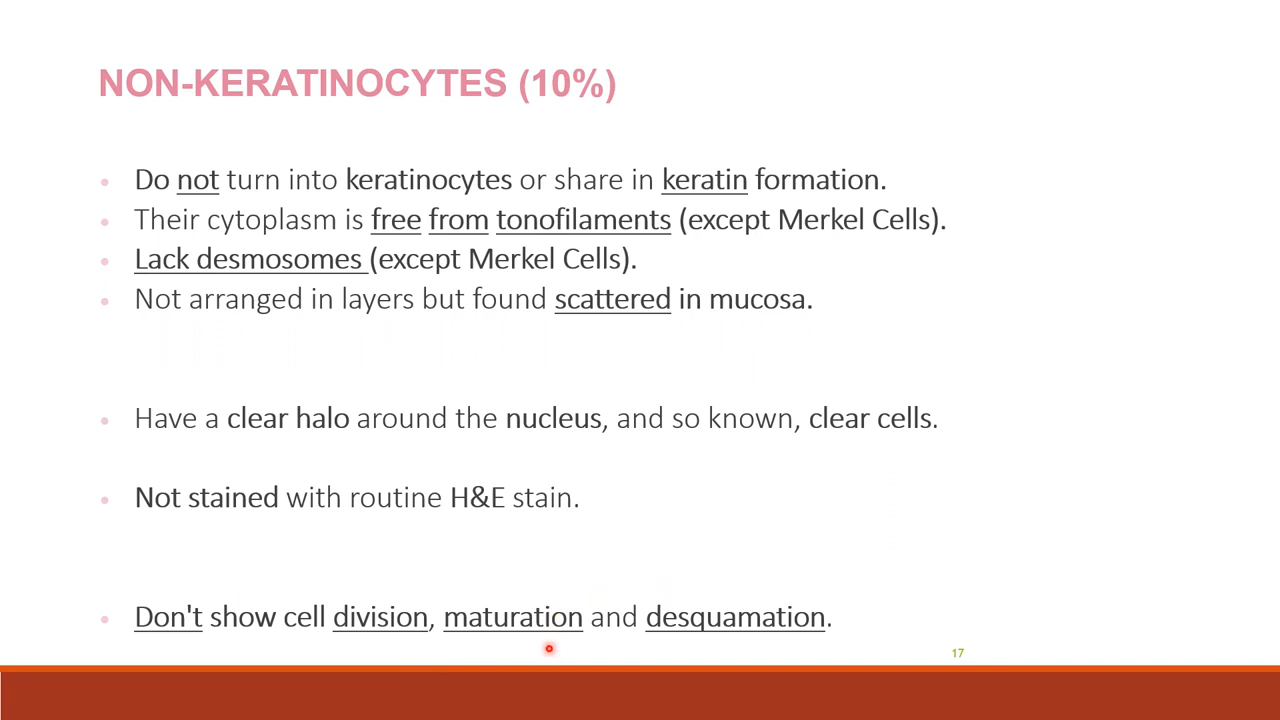 NON-KERATINOCYTES (10%)
• Do not turn into keratinocytes or share in keratin formation.
• Their cytoplasm is free from tonofilaments (except Merkel Cells).
• Lack desmosomes (except Merkel Cells).
• Not arranged in layers but found scattered in mucosa.
• Have a clear halo around the nucleus, and so known, clear cells.
• Not stained with routine H&E stain.
• Don't show cell division, maturation and desquamation.
17